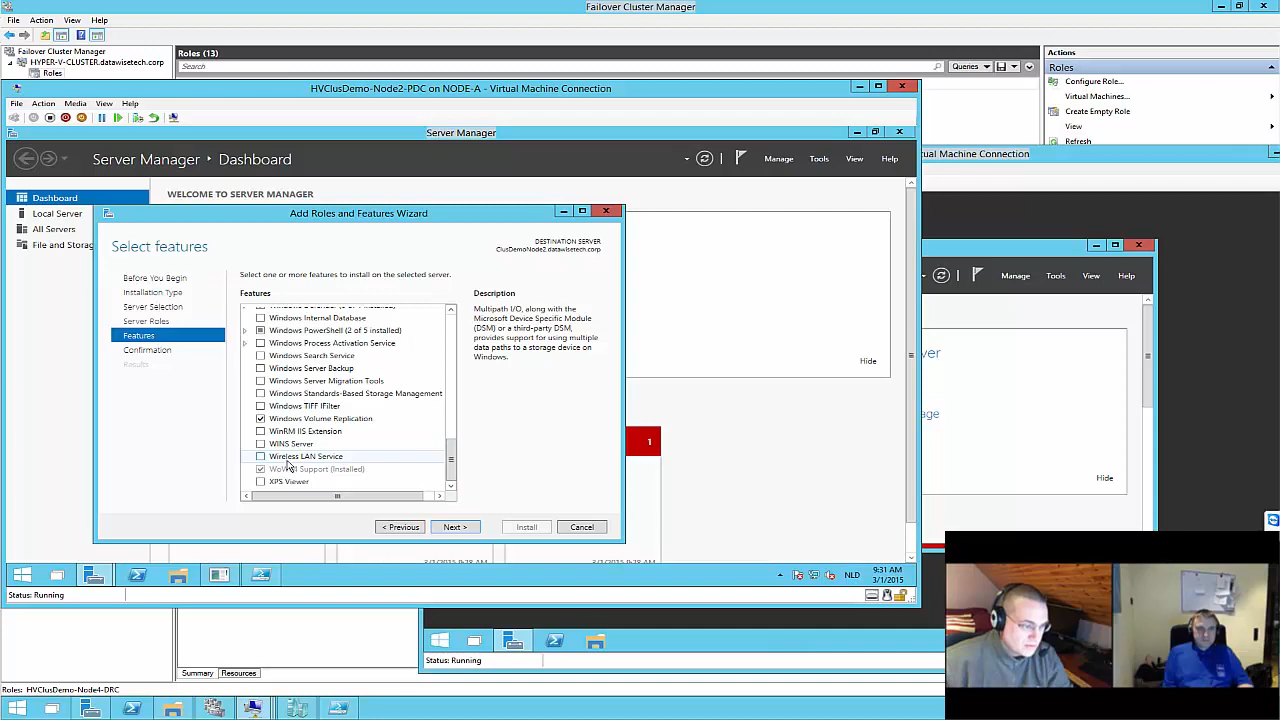 Failover Cluster Manager
File Action View Help
Failover Cluster Manager
HYPER-V-CLUSTER.datawisetech.corp
Roles
Roles (13)
Search
Queries
Actions
Roles
Configure Role...
Virtual Machines...
Create Empty Role
View
Refresh
HVClusDemo-Node2-PDC on NODE-A - Virtual Machine Connection
File Action Media View Help
Server Manager
Server Manager • Dashboard
Manage Tools View Help
Dashboard
Local Server
All Servers
File and Storag
WELCOME TO SERVER MANAGER
Add Roles and Features Wizard
Select features
DESTINATION SERVER
ClusDemoNode2.datawisetech.corp
Before You Begin
Installation Type
Server Selection
Server Roles
Features
Confirmation
Results
Select one or more features to install on the selected server.
Features
Windows Internal Database
Windows PowerShell (2 of 5 installed)
Windows Process Activation Service
Windows Search Service
Windows Server Backup
Windows Server Migration Tools
Windows Standards-Based Storage Management
Windows TIFF IFilter
Windows Volume Replication
WinRM IIS Extension
WINS Server
Wireless LAN Service
Support (Installed)
XPS Viewer
Description
Multipath I/O, along with the
Microsoft Device Specific Module
(DSM) or a third-party DSM,
provides support for using multiple
data paths to a storage device on
Windows.
< Previous
Next >
Install
Cancel
Hide
1
NLD
9:31 AM
3/1/2015
Status: Running
irtual Machine Connection
Manage Tools View Help
Hide
Status: Running
Summary Resources
Roles: HVClusDemo-Node4-DRC